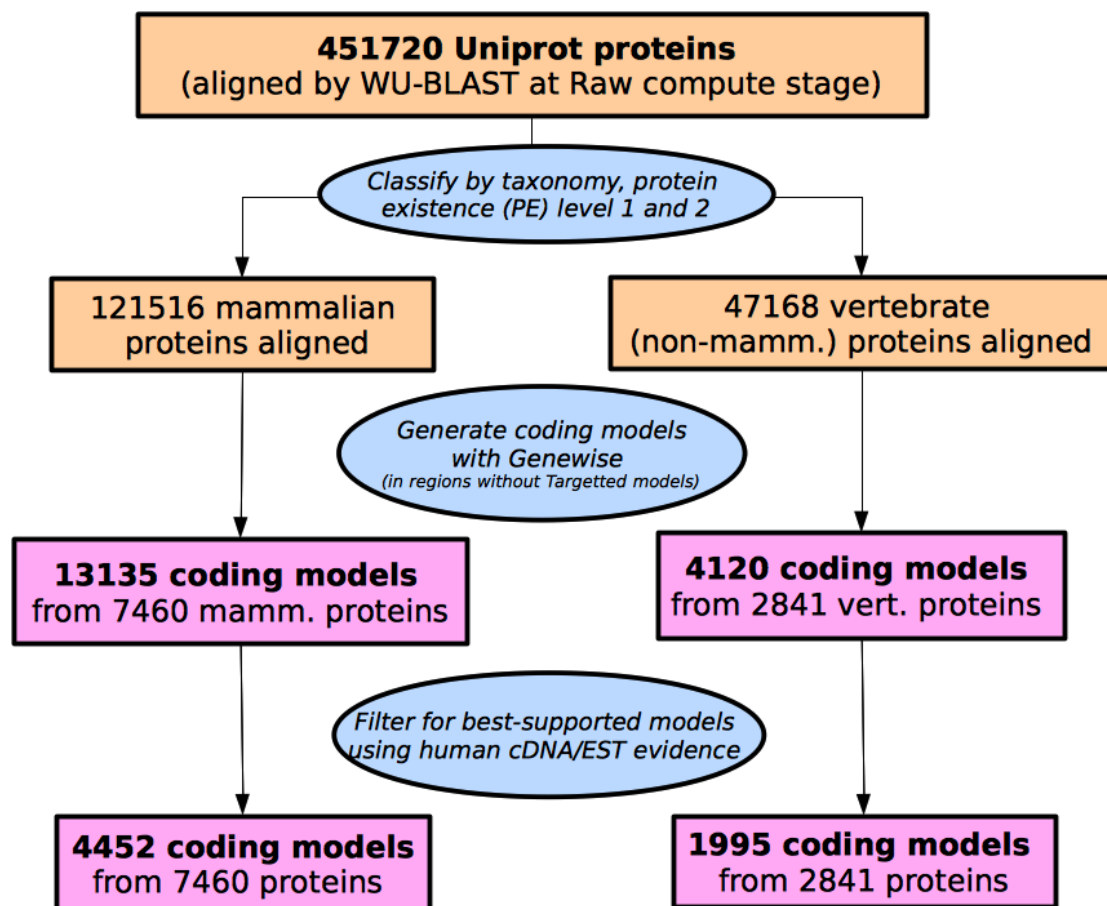 451720 Uniprot proteins
(aligned by WU-BLAST at Raw compute stage)
Classify by taxonomy, protein
existence (PE) level 1 and 2
121516 mammalian
proteins aligned
47168 vertebrate
(non-mamm.) proteins aligned
Generate coding models
with Genewise
(in regions without Targetted models)
13135 coding models
from 7460 mamm. proteins
4120 coding models
from 2841 vert. proteins
Filter for best-supported models
using human cDNA/EST evidence
4452 coding models
from 7460 proteins
1995 coding models
from 2841 proteins